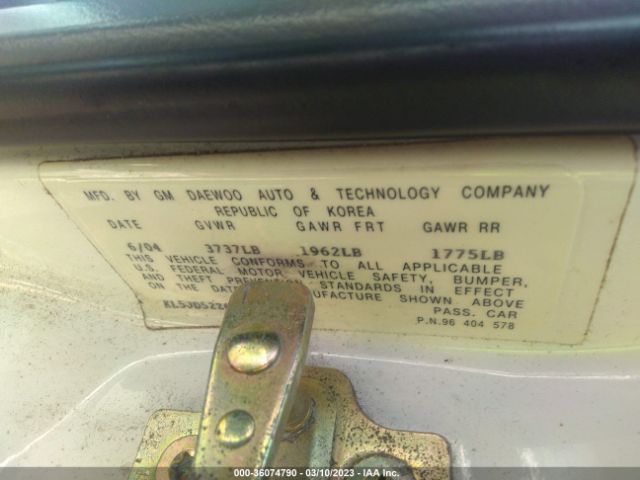 MFD. BY GM DAEWOO AUTO & TECHNOLOGY COMPANY
REPUBLIC OF KOREA
DATE GVWR GAWR FRT GAWR RR
6/04 3737LB 1962LB 1775LB
THIS VEHICLE CONFORMS TO ALL APPLICABLE
U.S. FEDERAL MOTOR VEHICLE SAFETY, BUMPER,
AND THEFT PREVENTION STANDARDS IN EFFECT
ON THE DATE MANUFACTURE SHOWN ABOVE
KL5JD522 PASS. CAR
P.N.96 404 578
000-36074790 - 03/10/2023 - IAA Inc.